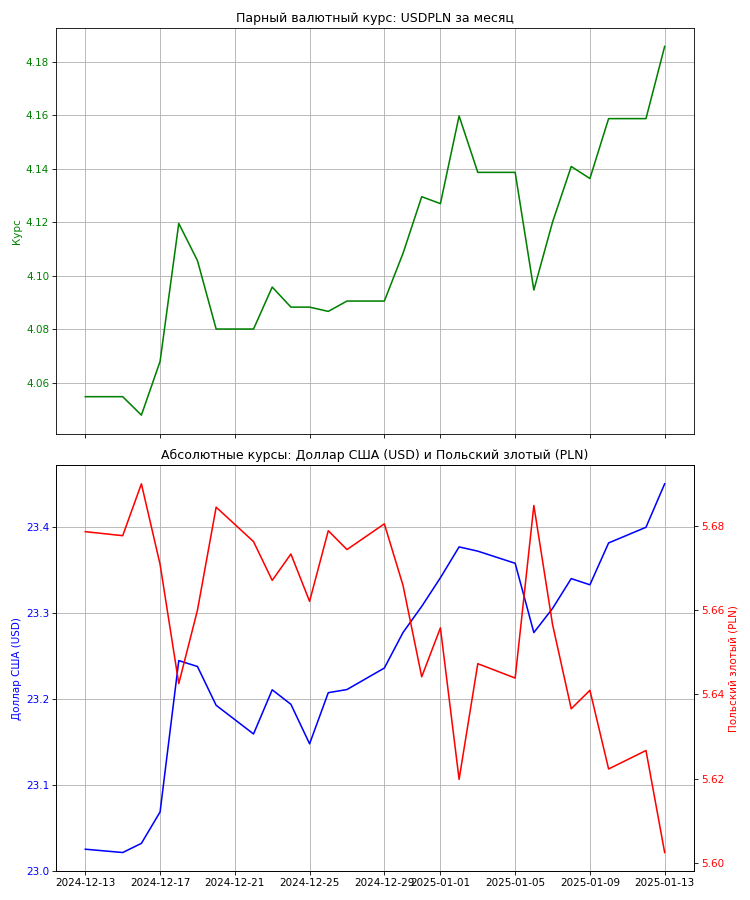 Парный валютный курс: USDPLN за месяц
4.18
4.16
4.14
4.12
4.10
4.08
4.06
Курс
Абсолютные курсы: Доллар США (USD) и Польский злотый (PLN)
23.4
23.3
23.2
23.1
23.0
Доллар США (USD)
5.68
5.66
5.64
5.62
5.60
Польский злотый (PLN)
2024-12-13 2024-12-17 2024-12-21 2024-12-25 2024-12-29 2025-01-01 2025-01-05 2025-01-09 2025-01-13